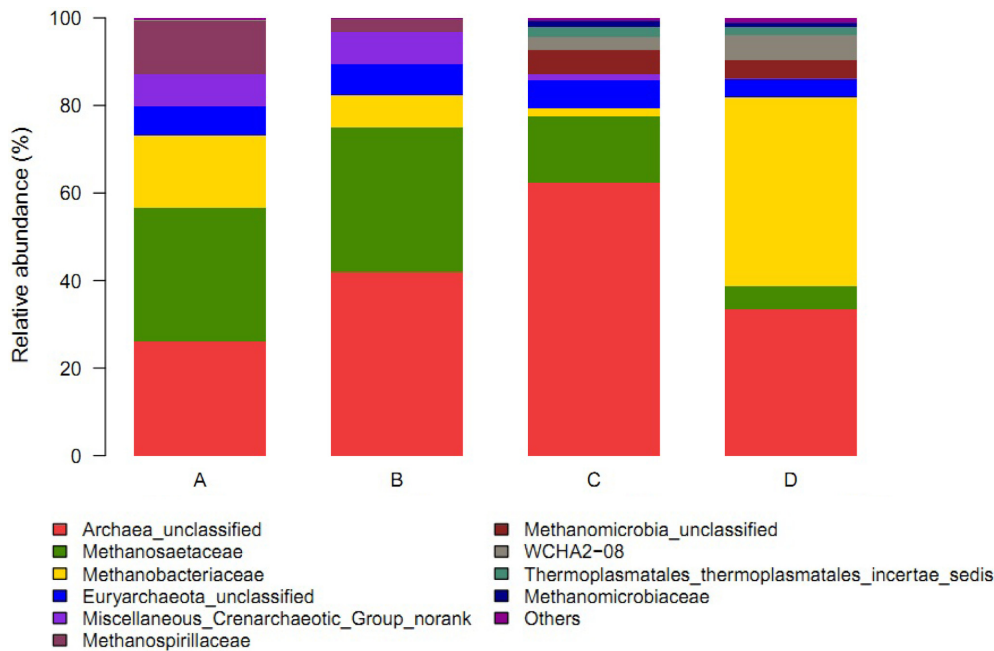 Relative abundance (%)
100
80
60
40
20
0
A B C D
Archaea_unclassified
Methanosaetaceae
Methanobacteriaceae
Euryarchaeota_unclassified
Miscellaneous_Crenarchaeotic_Group_norank
Methanospirillaceae
Methanomicrobia_unclassified
WCHA2−08
Thermoplasmatales_thermoplasmatales_incertae_sedis
Methanomicrobiaceae
Others